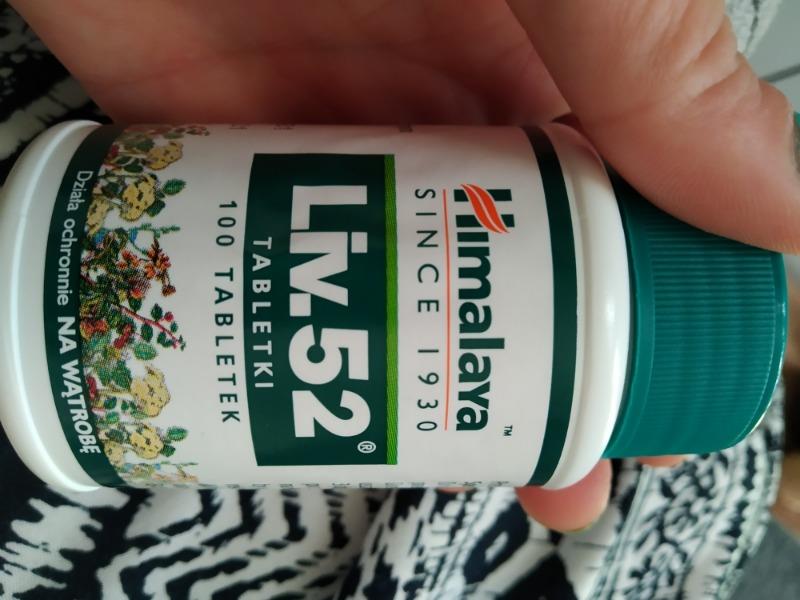 Himalaya™
SINCE 1930
Liv.52®
TABLETKI
100 TABLETEK
Działa ochronnie NA WĄTROBĘ